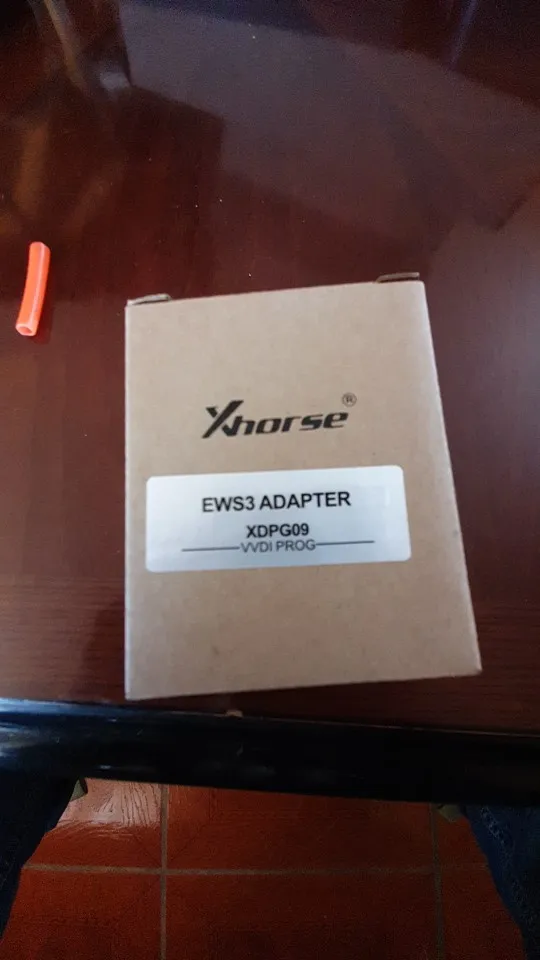 Xhorse®
EWS3 ADAPTER
XDPG09
VVDI PROG